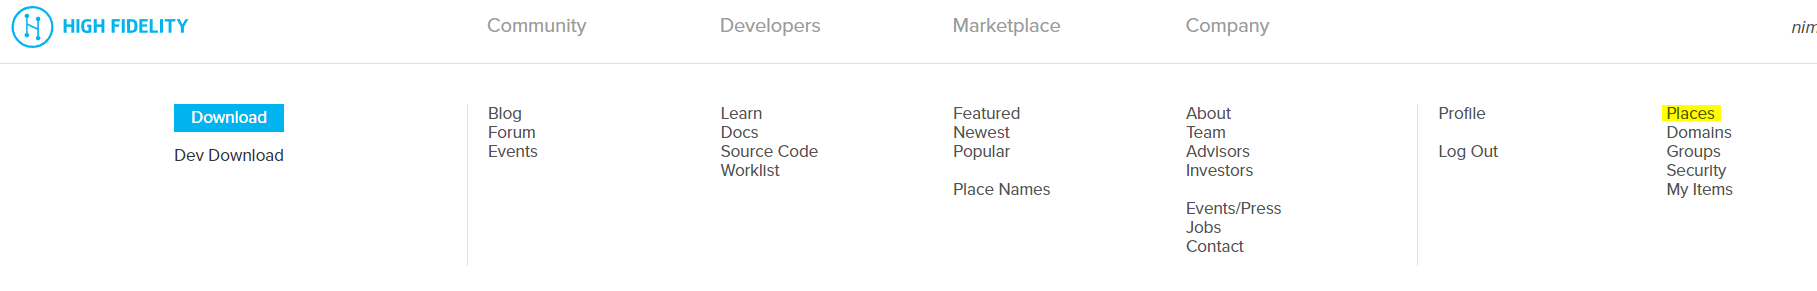 HIGH FIDELITY
Community
Developers
Marketplace
Company
nim
Download
Dev Download
Blog
Forum
Events
Learn
Docs
Source Code
Worklist
Featured
Newest
Popular
Place Names
About
Team
Advisors
Investors
Events/Press
Jobs
Contact
Profile
Log Out
Places
Domains
Groups
Security
My Items